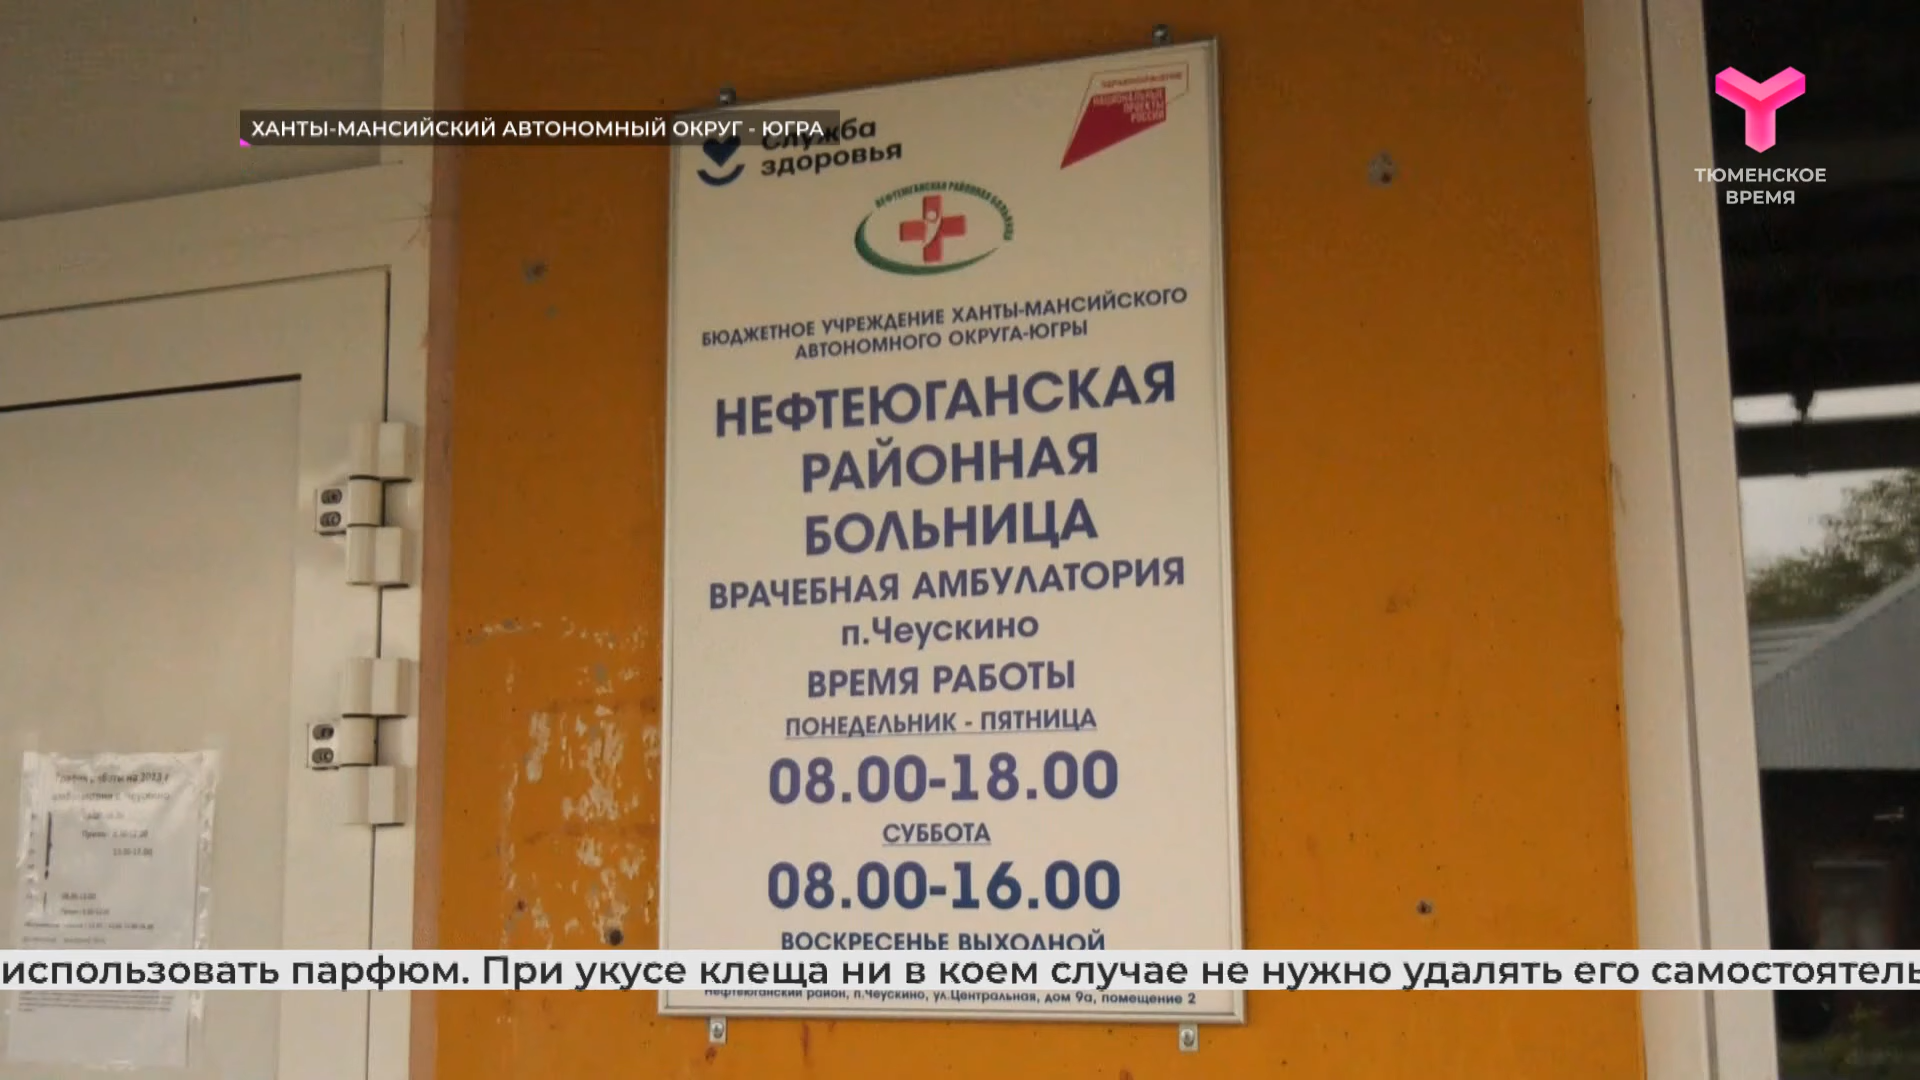 ХАНТЫ-МАНСИЙСКИЙ АВТОНОМНЫЙ ОКРУГ - ЮГРА
ТЮМЕНСКОЕ
ВРЕМЯ
Служба
здоровья
ЗДРАВООХРАНЕНИЕ
НАЦИОНАЛЬНЫЕ
ПРОЕКТЫ
РОССИИ
НЕФТЕЮГАНСКАЯ РАЙОННАЯ БОЛЬНИЦА
БЮДЖЕТНОЕ УЧРЕЖДЕНИЕ ХАНТЫ-МАНСИЙСКОГО
АВТОНОМНОГО ОКРУГА-ЮГРЫ
НЕФТЕЮГАНСКАЯ
РАЙОННАЯ
БОЛЬНИЦА
ВРАЧЕБНАЯ АМБУЛАТОРИЯ
п.Чеускино
ВРЕМЯ РАБОТЫ
ПОНЕДЕЛЬНИК - ПЯТНИЦА
08.00-18.00
СУББОТА
08.00-16.00
ВОСКРЕСЕНЬЕ ВЫХОДНОЙ
использовать парфюм. При укусе клеща ни в коем случае не нужно удалять его самостоятель
Нефтеюганский район, п.Чеускино, ул.Центральная, дом 9а, помещение 2